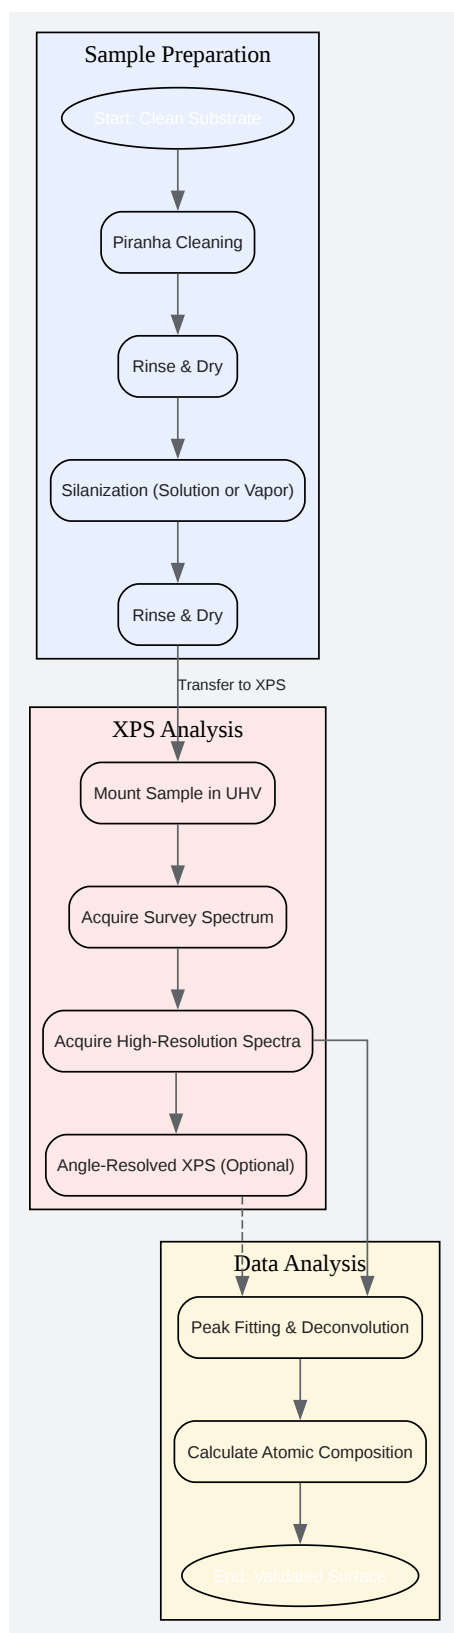 Sample Preparation
Start: Clean Substrate
Piranha Cleaning
Rinse & Dry
Silanization (Solution or Vapor)
Rinse & Dry
Transfer to XPS
XPS Analysis
Mount Sample in UHV
Acquire Survey Spectrum
Acquire High-Resolution Spectra
Angle-Resolved XPS (Optional)
Data Analysis
Peak Fitting & Deconvolution
Calculate Atomic Composition
End: Validated Surface